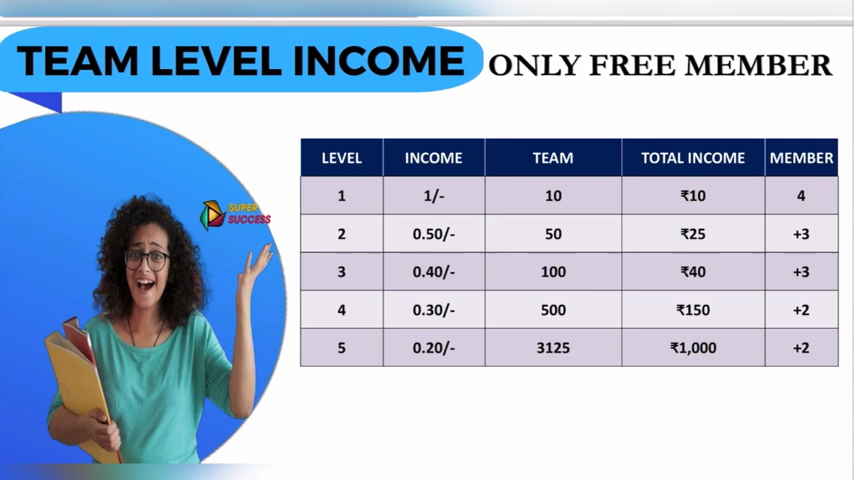 TEAM LEVEL INCOME ONLY FREE MEMBER
SUPER
SUCCESS
LEVEL INCOME TEAM TOTAL INCOME MEMBER
1 1/- 10 ₹10 4
2 0.50/- 50 ₹25 +3
3 0.40/- 100 ₹40 +3
4 0.30/- 500 ₹150 +2
5 0.20/- 3125 ₹1,000 +2